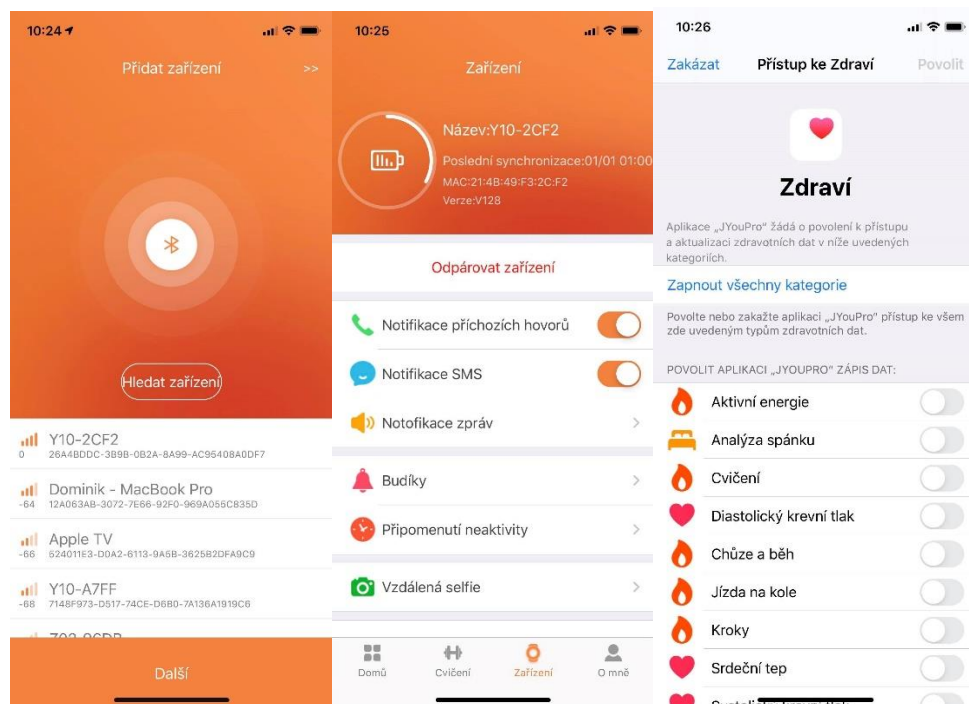 10:24
Přidat zařízení
>>
Hledat zařízení
Y10-2CF2
0
26A4BDDC-3B9B-0B2A-8A99-AC95408A0DF7
Dominik - MacBook Pro
-64
12A063AB-3072-7E66-92F0-969A055C835D
Apple TV
-66
524011E3-D0A2-6113-9A5B-3625B2DFA9C9
Y10-A7FF
-68
7148F973-D517-74CE-D6B0-7A136A1919C6
Další
10:25
Zařízení
Název:Y10-2CF2
Poslední synchronizace:01/01 01:00
MAC:21:4B:49:F3:2C:F2
Verze:V128
Odpárovat zařízení
Notifikace příchozích hovorů
Notifikace SMS
Notofikace zpráv
Budíky
Připomenutí neaktivity
Vzdálená selfie
Domů
Cvičení
Zařízení
O mně
10:26
Zakázat
Přístup ke Zdraví
Povolit
Zdraví
Aplikace „JYouPro“ žádá o povolení k přístupu
a aktualizaci zdravotních dat v níže uvedených
kategoriích.
Zapnout všechny kategorie
Povolte nebo zakažte aplikaci „JYouPro“ přístup ke všem
zde uvedeným typům zdravotních dat.
POVOLIT APLIKACI „JYOUPRO“ ZÁPIS DAT:
Aktivní energie
Analýza spánku
Cvičení
Diastolický krevní tlak
Chůze a běh
Jízda na kole
Kroky
Srdeční tep